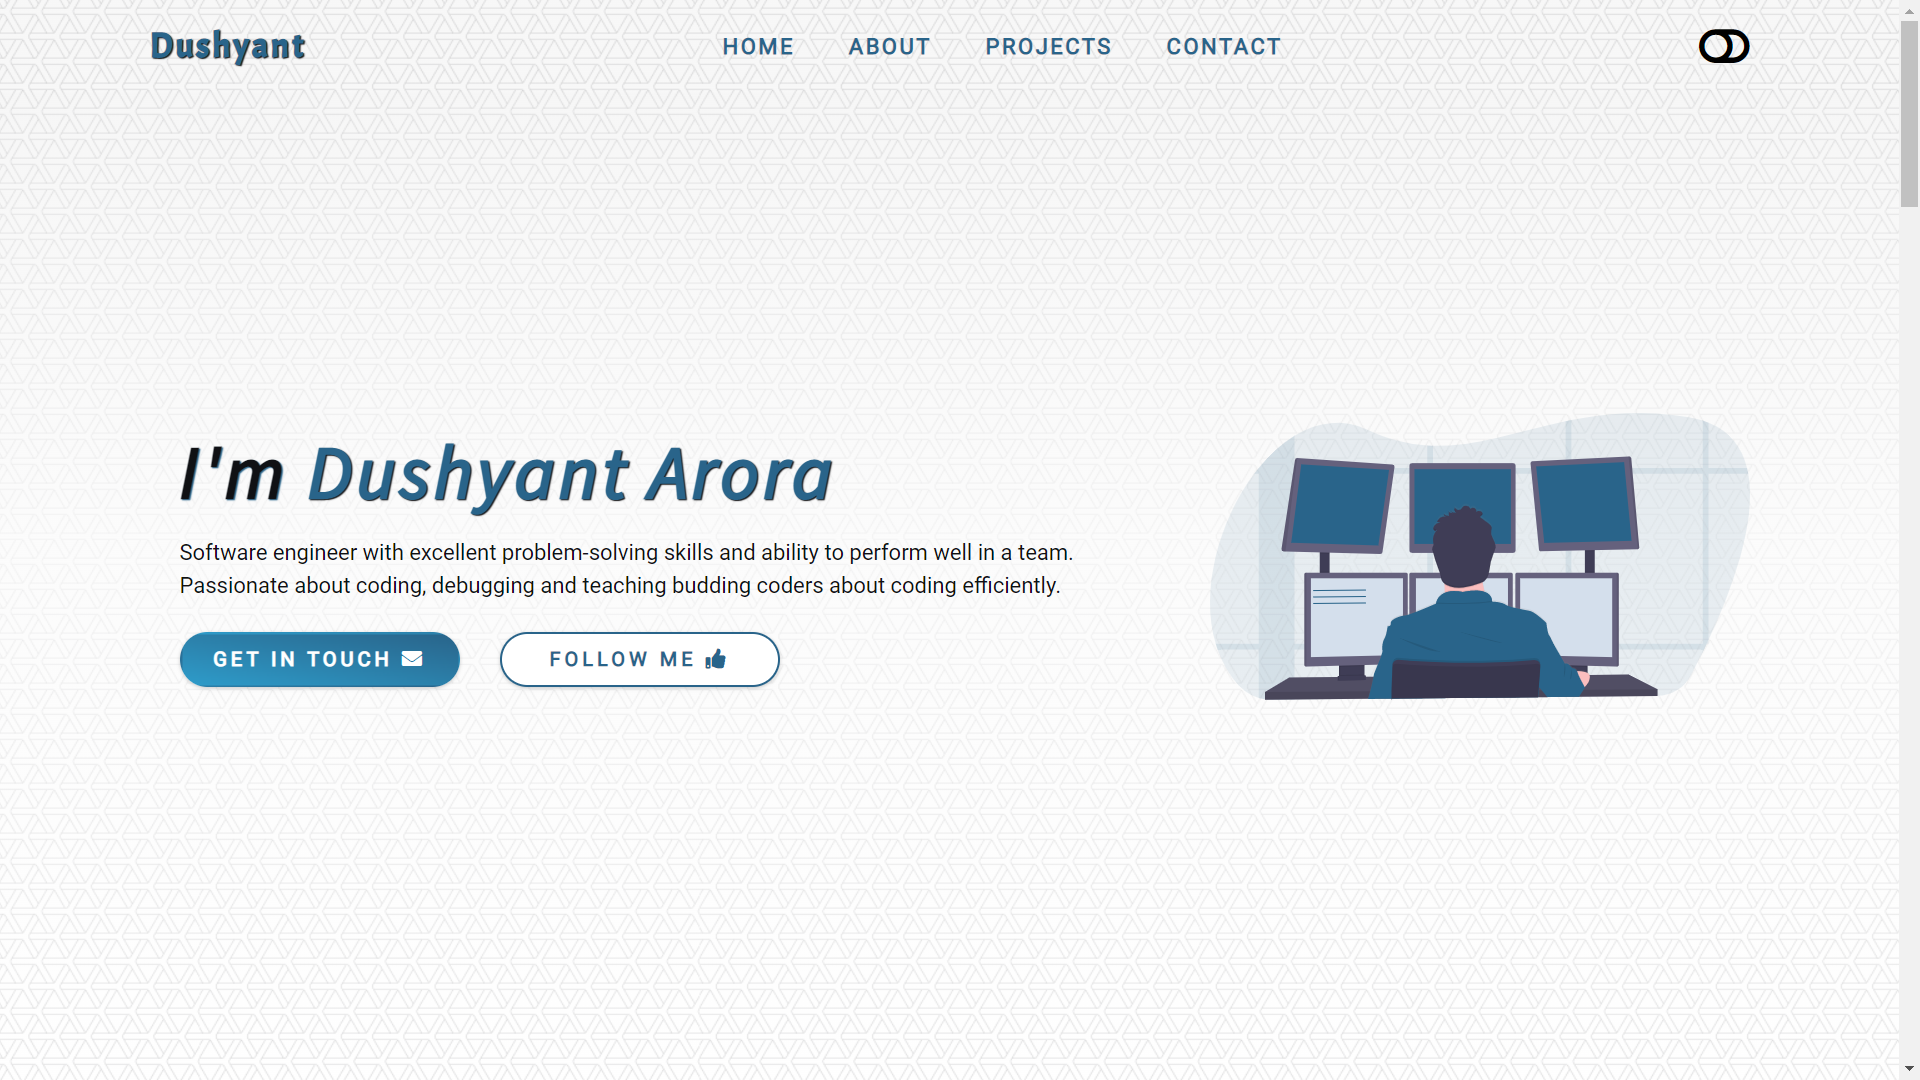 Dushyant
HOME
ABOUT
PROJECTS
CONTACT
I'm Dushyant Arora
Software engineer with excellent problem-solving skills and ability to perform well in a team.
Passionate about coding, debugging and teaching budding coders about coding efficiently.
GET IN TOUCH
FOLLOW ME